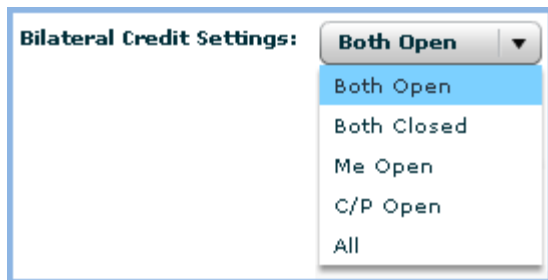 Bilateral Credit Settings: Both Open
Both Open
Both Closed
Me Open
C/P Open
All